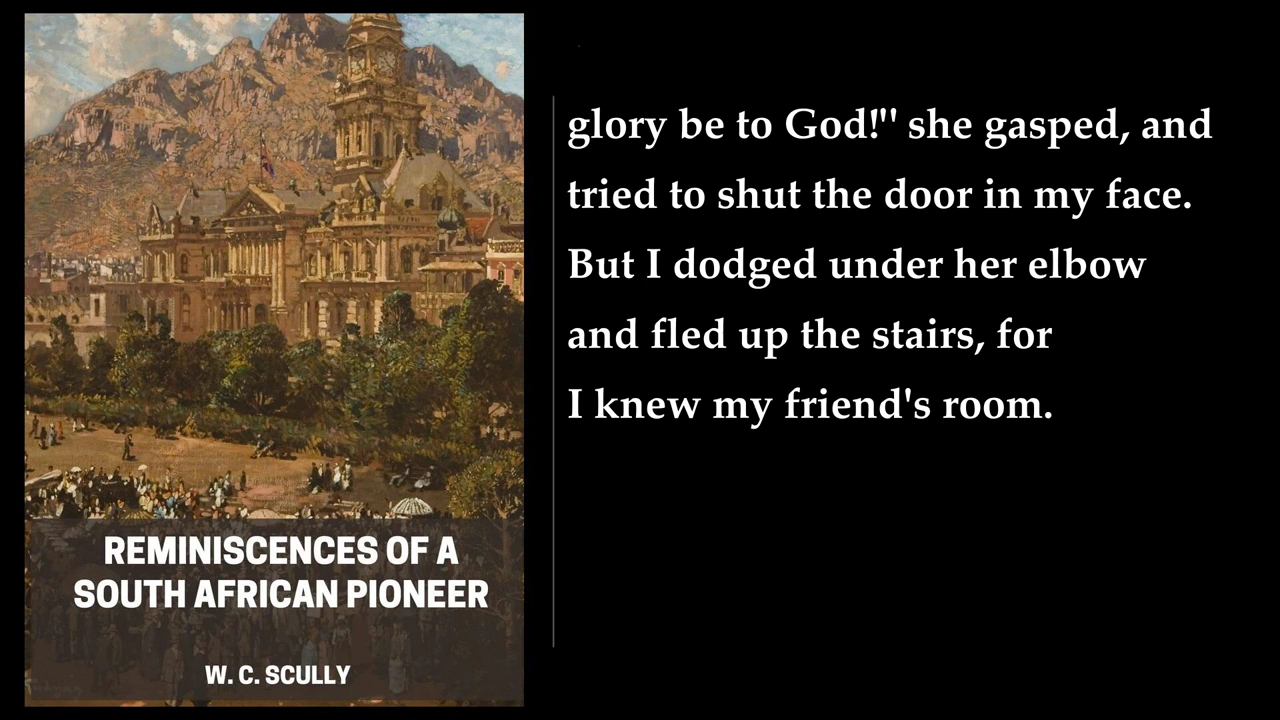 glory be to God!" she gasped, and
tried to shut the door in my face.
But I dodged under her elbow
and fled up the stairs, for
I knew my friend's room.
REMINISCENCES OF A
SOUTH AFRICAN PIONEER
W. C. SCULLY